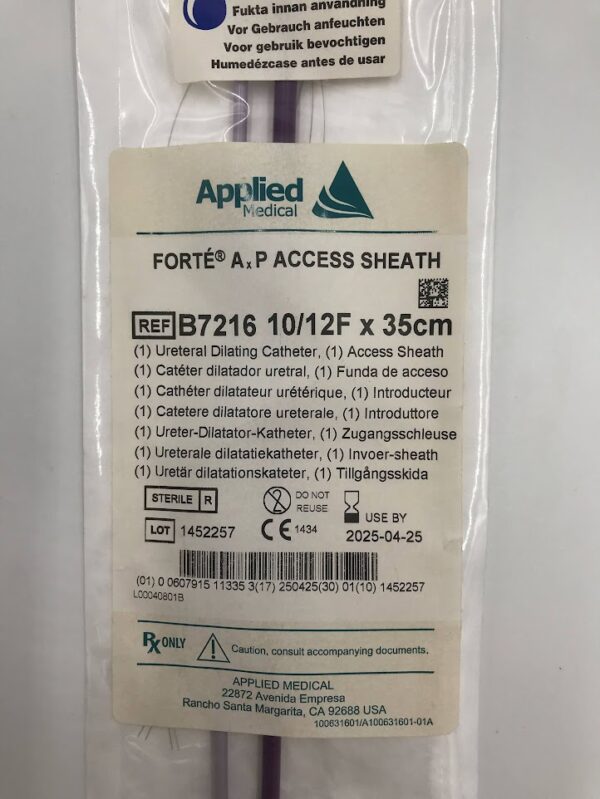 Fukta innan användning
Vor Gebrauch anfeuchten
Voor gebruik bevochtigen
Humedézcase antes de usar
Applied
Medical
FORTÉ® AxP ACCESS SHEATH
REF B7216 10/12F x 35cm
(1) Ureteral Dilating Catheter, (1) Access Sheath
(1) Catéter dilatador uretral, (1) Funda de acceso
(1) Cathéter dilatateur urétérique, (1) Introducteur
(1) Catetere dilatatore ureterale, (1) Introduttore
(1) Ureter-Dilatator-Katheter, (1) Zugangsschleuse
(1) Ureterale dilatatiekatheter, (1) Invoer-sheath
(1) Uretär dilatationskateter, (1) Tillgångsskida
STERILE R
2 DO NOT REUSE
USE BY
LOT 1452257
CE 1434
2025-04-25
(01) 0 0607915 11335 3(17) 250425(30) 01(10) 1452257
L00040801B
Rx ONLY
Caution, consult accompanying documents.
APPLIED MEDICAL
22872 Avenida Empresa
Rancho Santa Margarita, CA 92688 USA
100631601/A100631601-01A